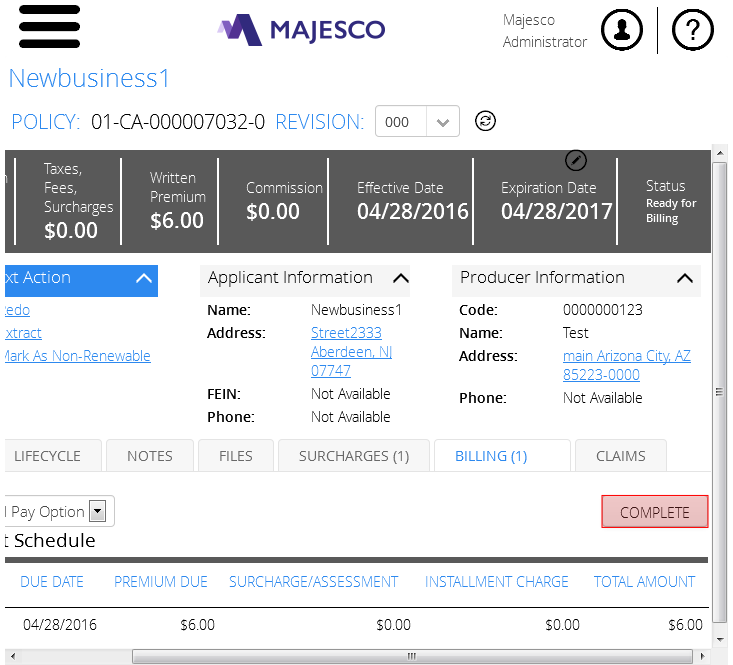 MAJESCO
Majesco
Administrator
?
Newbusiness1
POLICY: 01-CA-000007032-0 REVISION: 000
Taxes,
Fees,
Surcharges
$0.00
Written
Premium
$6.00
Commission
$0.00
Effective Date
04/28/2016
Expiration Date
04/28/2017
Status
Ready for
Billing
xt Action
edo
xtract
Mark As Non-Renewable
Applicant Information
Name: Newbusiness1
Address: Street2333
Aberdeen, NJ
07747
FEIN: Not Available
Phone: Not Available
Producer Information
Code: 0000000123
Name: Test
Address: main Arizona City, AZ
85223-0000
Phone: Not Available
LIFECYCLE NOTES FILES SURCHARGES (1) BILLING (1) CLAIMS
l Pay Option COMPLETE
t Schedule
DUE DATE PREMIUM DUE SURCHARGE/ASSESSMENT INSTALLMENT CHARGE TOTAL AMOUNT
04/28/2016 $6.00 $0.00 $0.00 $6.00